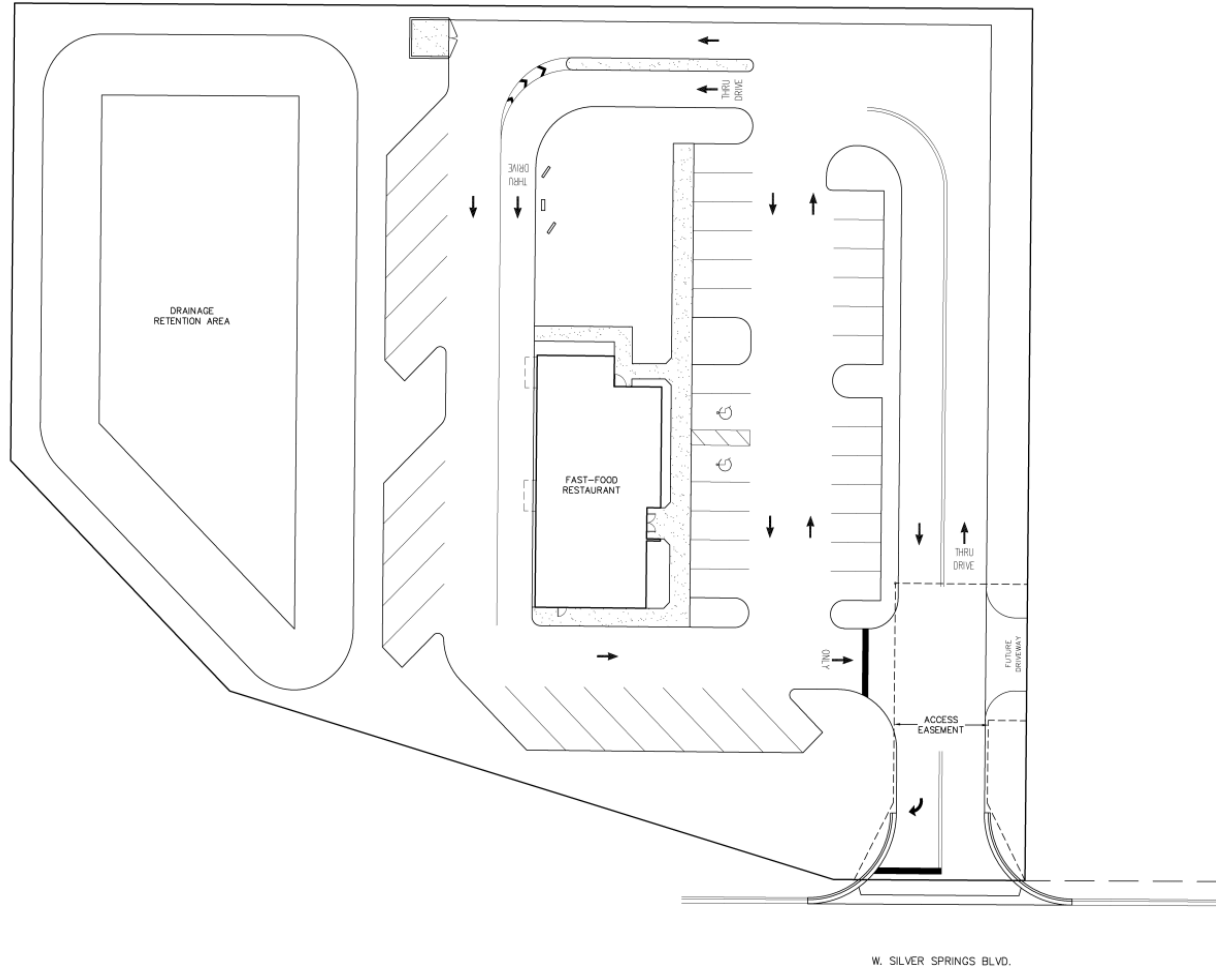 THRU
DRIVE
THRU
DRIVE
DRAINAGE
RETENTION AREA
FAST-FOOD
RESTAURANT
THRU
DRIVE
ONLY
FUTURE
DRIVEWAY
ACCESS
EASEMENT
W. SILVER SPRINGS BLVD.